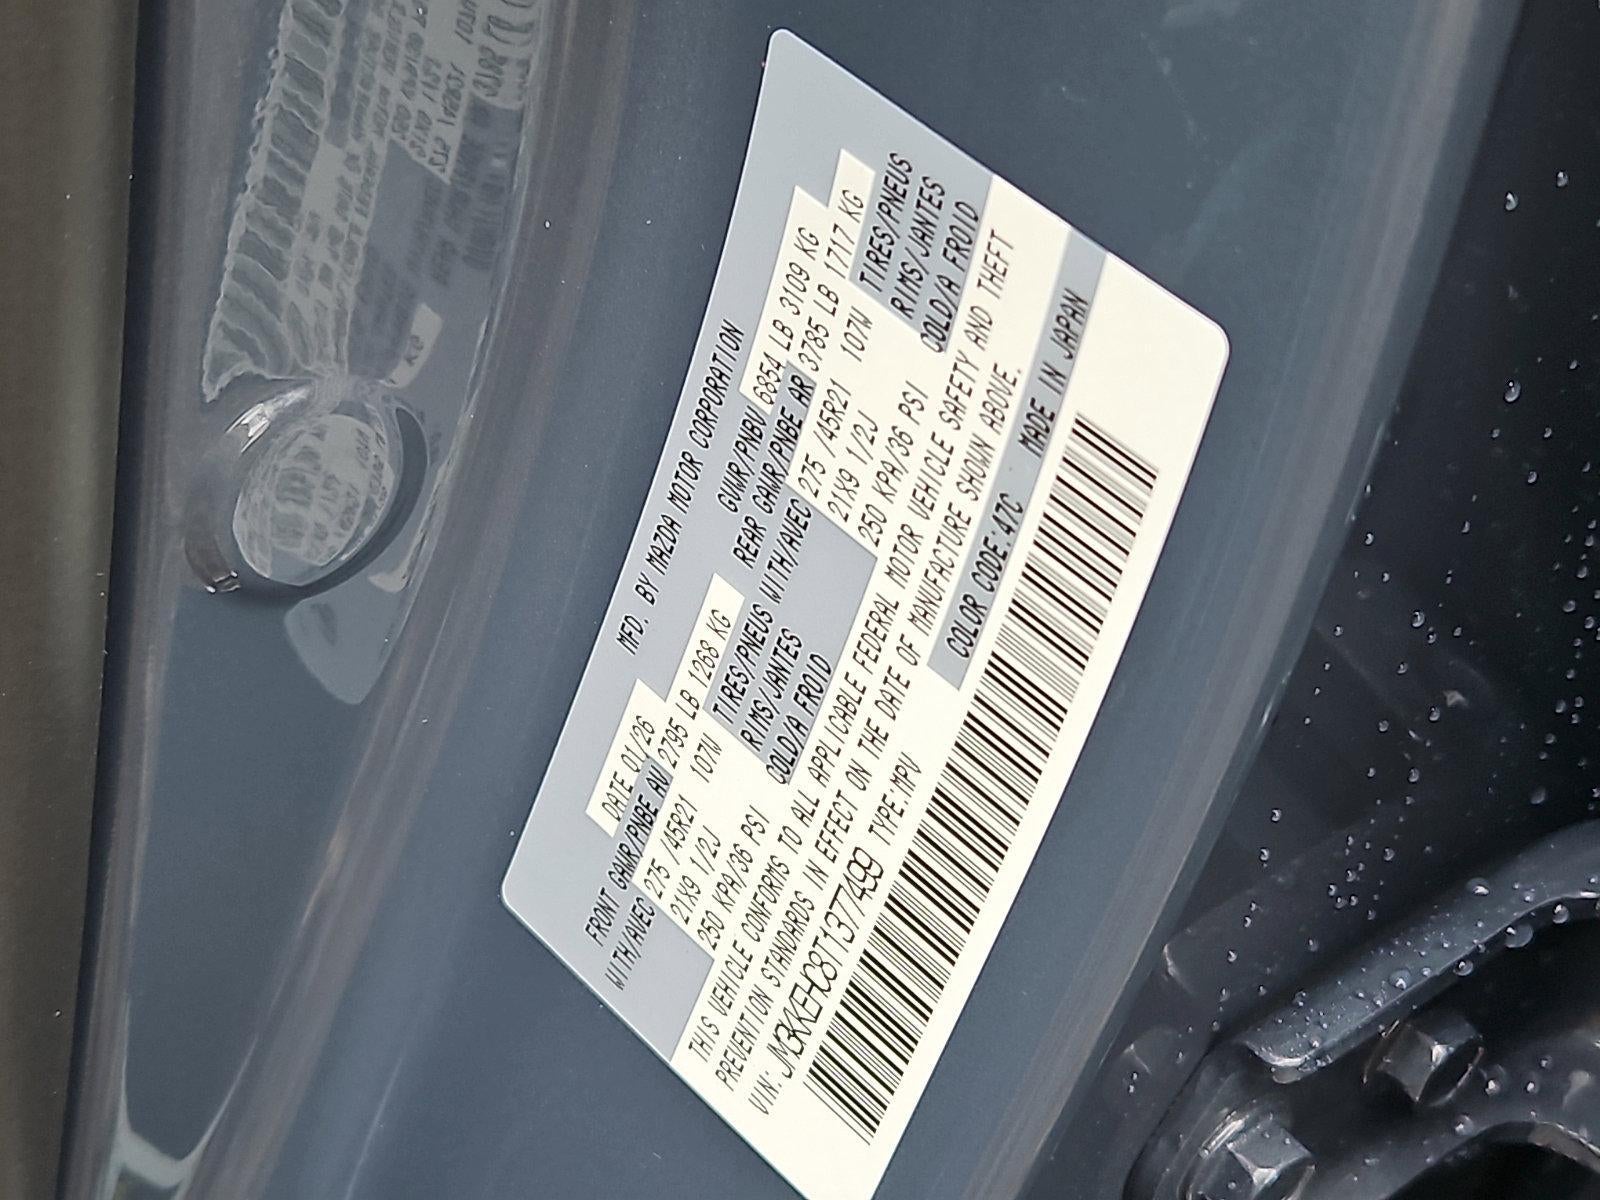 MFD. BY MAZDA MOTOR CORPORATION
DATE 01/26
GVWR/PNBV 6854 LB 3109 KG
FRONT GAWR/PNBE AV 2795 LB 1268 KG
REAR GAWR/PNBE AR 3785 LB 1717 KG
WITH/AVEC 275 /45R21 107W TIRES/PNEUS
WITH/AVEC 275 /45R21 107W TIRES/PNEUS
21X9 1/2J RIMS/JANTES
21X9 1/2J RIMS/JANTES
250 KPA/36 PSI COLD/A FROID
250 KPA/36 PSI COLD/A FROID
THIS VEHICLE CONFORMS TO ALL APPLICABLE FEDERAL MOTOR VEHICLE SAFETY AND THEFT
PREVENTION STANDARDS IN EFFECT ON THE DATE OF MANUFACTURE SHOWN ABOVE.
VIN: JM3KKEHC8T1377499 TYPE:MPV
COLOR CODE:47C MADE IN JAPAN